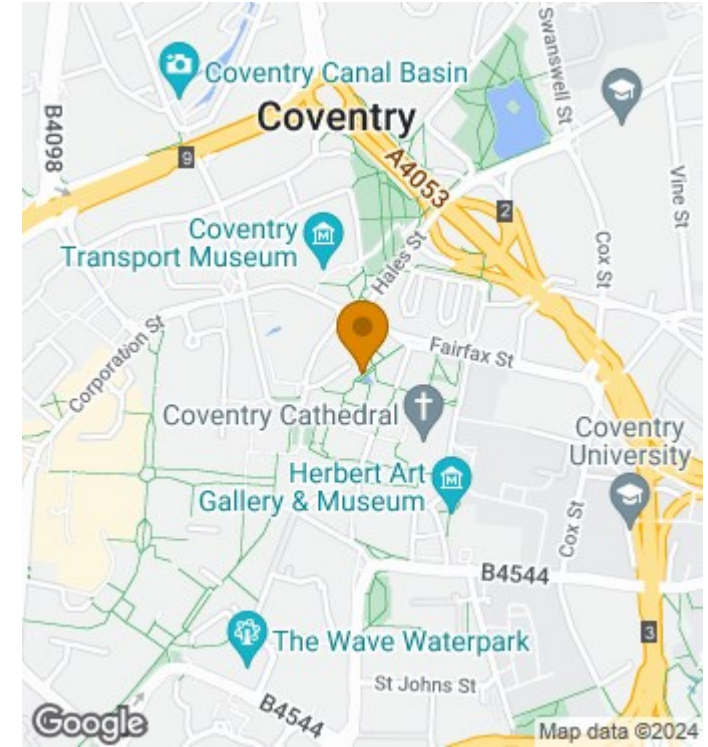 Coventry Canal Basin
Swanswell St
B4098
Coventry
9
A4053
2
Vine St
Coventry
Transport Museum
Hales St
Cox St
Corporation St
Fairfax St
Coventry Cathedral
Coventry
University
Herbert Art
Gallery & Museum
Cox St
B4544
The Wave Waterpark
3
St Johns St
B4544
Google
Map data ©2024